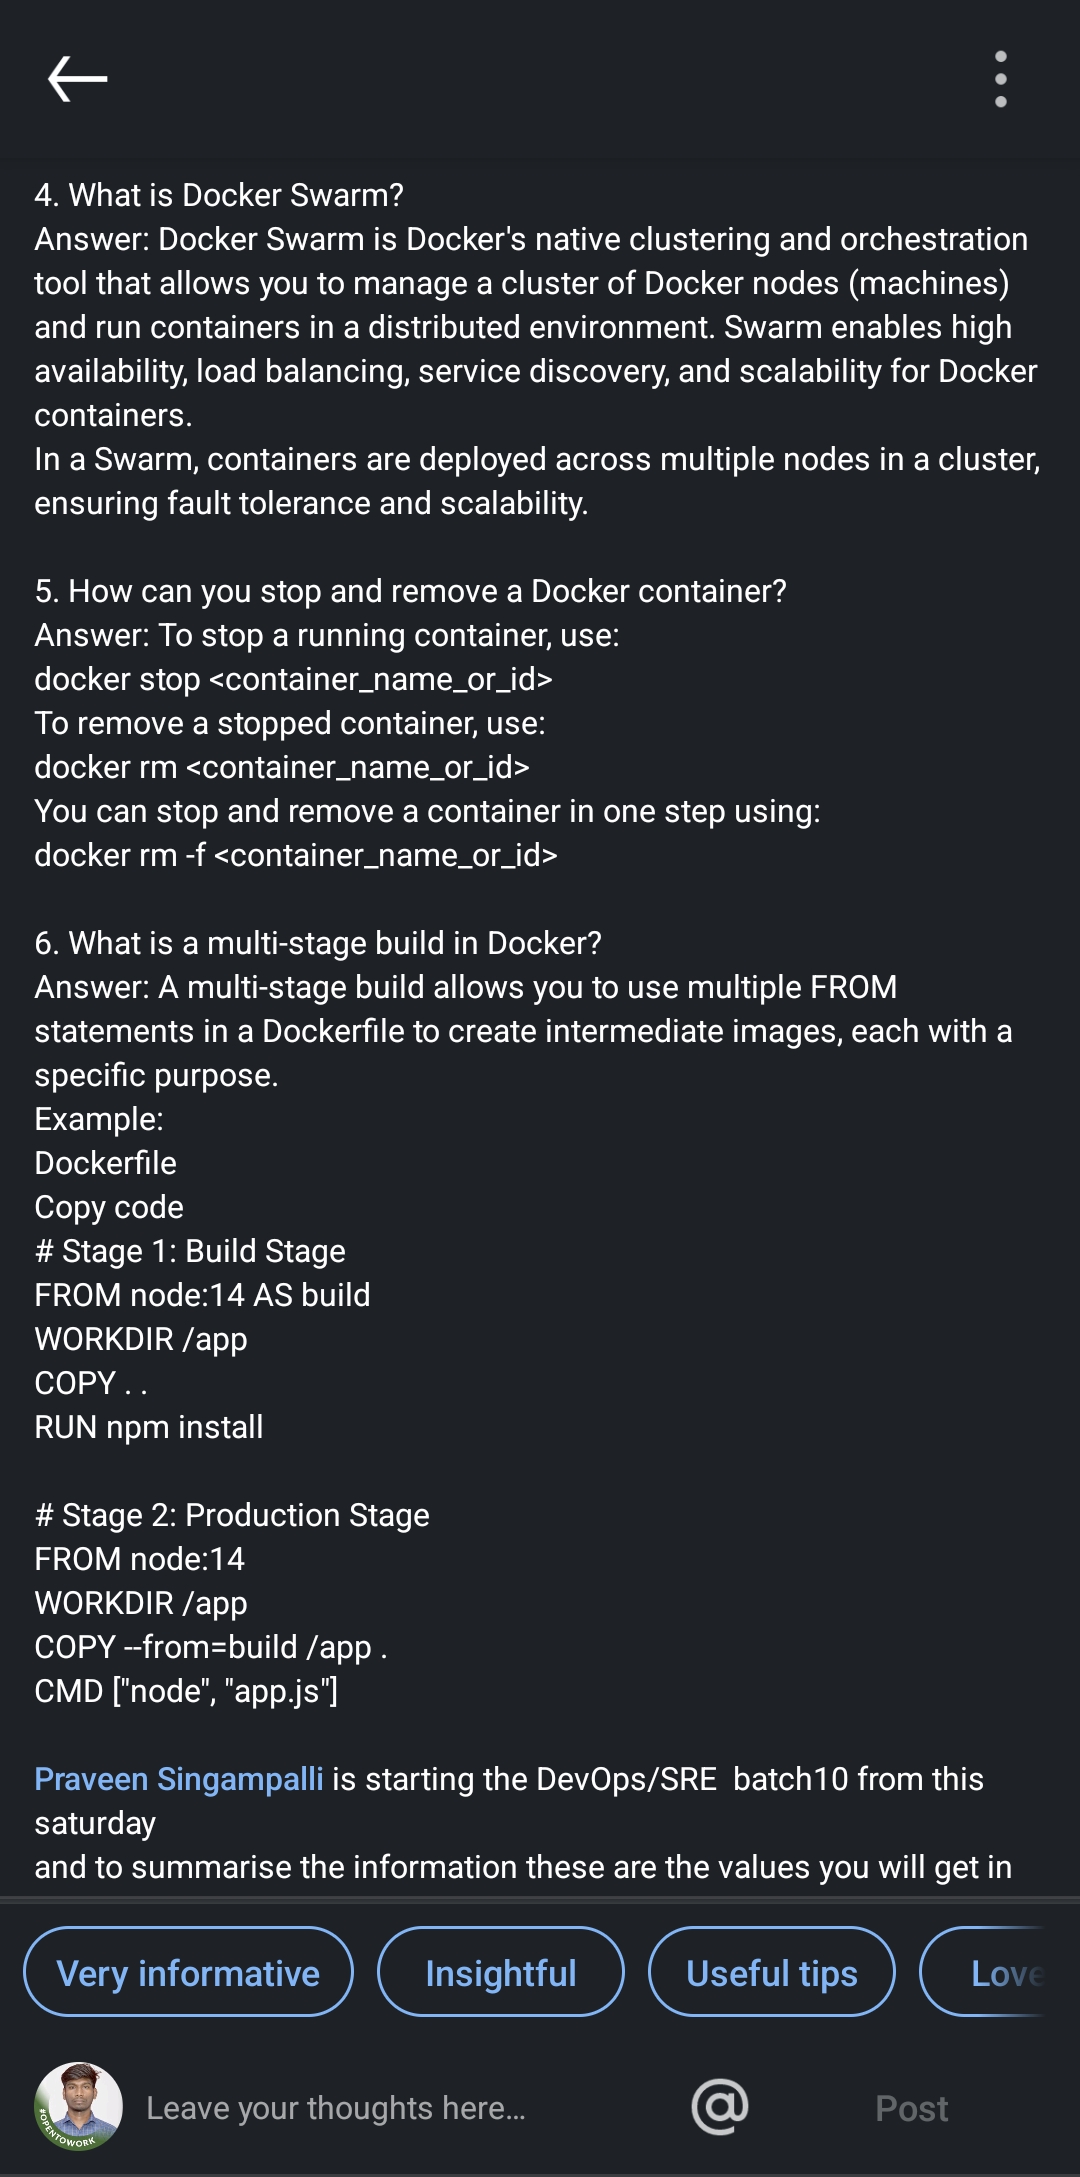 4. What is Docker Swarm?
Answer: Docker Swarm is Docker's native clustering and orchestration
tool that allows you to manage a cluster of Docker nodes (machines)
and run containers in a distributed environment. Swarm enables high
availability, load balancing, service discovery, and scalability for Docker
containers.
In a Swarm, containers are deployed across multiple nodes in a cluster,
ensuring fault tolerance and scalability.
5. How can you stop and remove a Docker container?
Answer: To stop a running container, use:
docker stop <container_name_or_id>
To remove a stopped container, use:
docker rm <container_name_or_id>
You can stop and remove a container in one step using:
docker rm -f <container_name_or_id>
6. What is a multi-stage build in Docker?
Answer: A multi-stage build allows you to use multiple FROM
statements in a Dockerfile to create intermediate images, each with a
specific purpose.
Example:
Dockerfile
Copy code
# Stage 1: Build Stage
FROM node:14 AS build
WORKDIR /app
COPY . .
RUN npm install
# Stage 2: Production Stage
FROM node:14
WORKDIR /app
COPY --from=build /app .
CMD ["node", "app.js"]
Praveen Singampalli is starting the DevOps/SRE  batch10 from this
saturday
and to summarise the information these are the values you will get in
Very informative
Insightful
Useful tips
Love
#OPENTOWORK
Leave your thoughts here...
@
Post